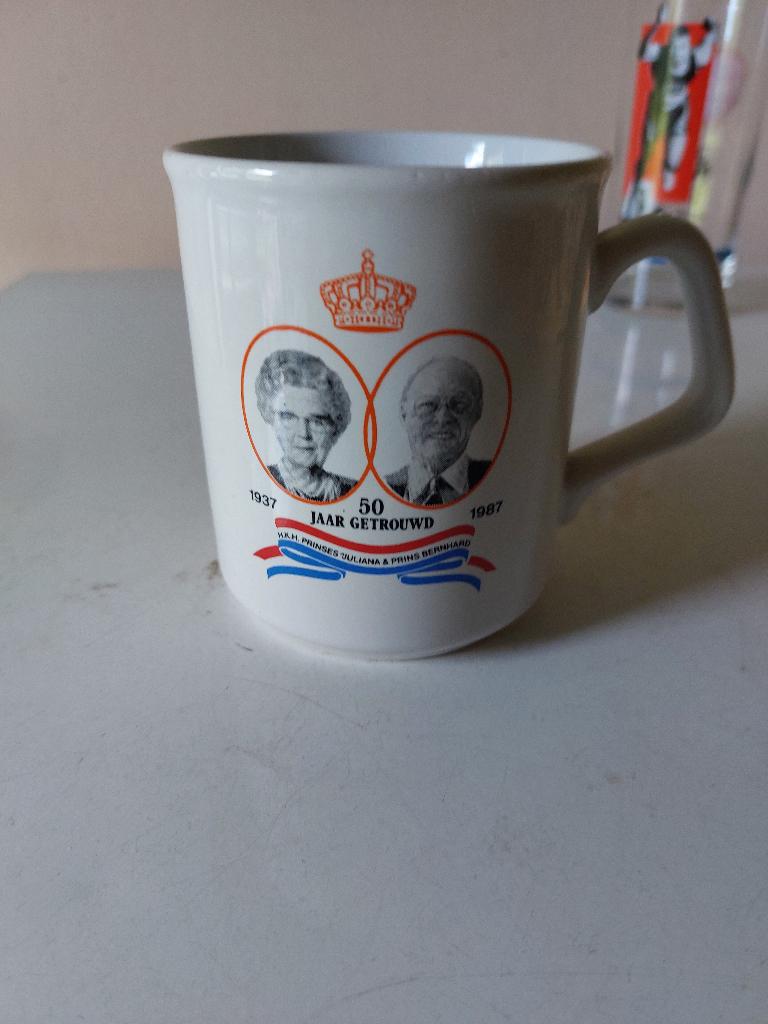 1937 50 1987
JAAR GETROUWD
H.K.H. PRINSES JULIANA & PRINS BERNHARD